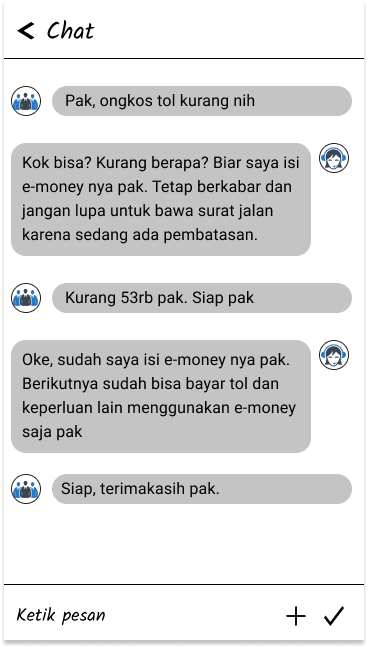 Chat
Pak, ongkos tol kurang nih
Kok bisa? Kurang berapa? Biar saya isi
e-money nya pak. Tetap berkabar dan
jangan lupa untuk bawa surat jalan
karena sedang ada pembatasan.
Kurang 53rb pak. Siap pak
Oke, sudah saya isi e-money nya pak.
Berikutnya sudah bisa bayar tol dan
keperluan lain menggunakan e-money
saja pak
Siap, terimakasih pak.
Ketik pesan